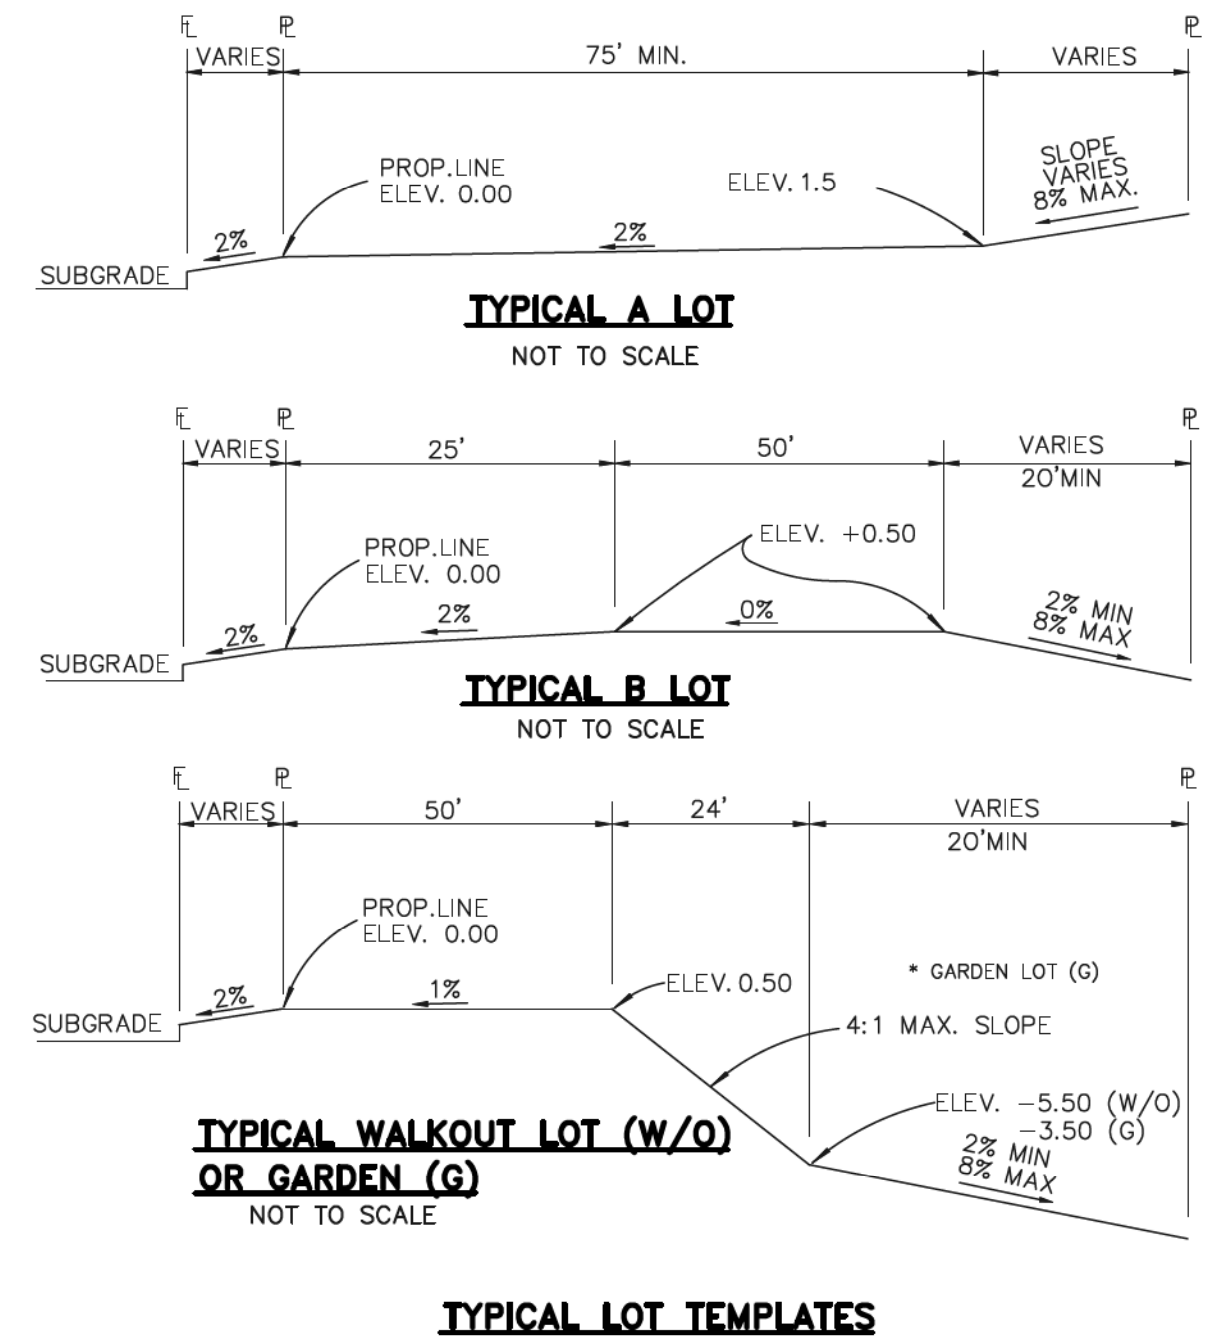 FL PL PL
VARIES 75' MIN. VARIES
SLOPE
VARIES
8% MAX.
PROP.LINE
ELEV. 0.00
ELEV. 1.5
2%
2%
SUBGRADE
TYPICAL A LOT
NOT TO SCALE
FL PL PL
VARIES 25' 50' VARIES
20'MIN
ELEV. +0.50
PROP.LINE
ELEV. 0.00
2%
2%
0%
2% MIN
8% MAX
SUBGRADE
TYPICAL B LOT
NOT TO SCALE
FL PL PL
VARIES 50' 24' VARIES
20'MIN
PROP.LINE
ELEV. 0.00
* GARDEN LOT (G)
2%
1%
ELEV. 0.50
SUBGRADE
4:1 MAX. SLOPE
ELEV. -5.50 (W/O)
-3.50 (G)
2% MIN
8% MAX
TYPICAL WALKOUT LOT (W/O)
OR GARDEN (G)
NOT TO SCALE
TYPICAL LOT TEMPLATES